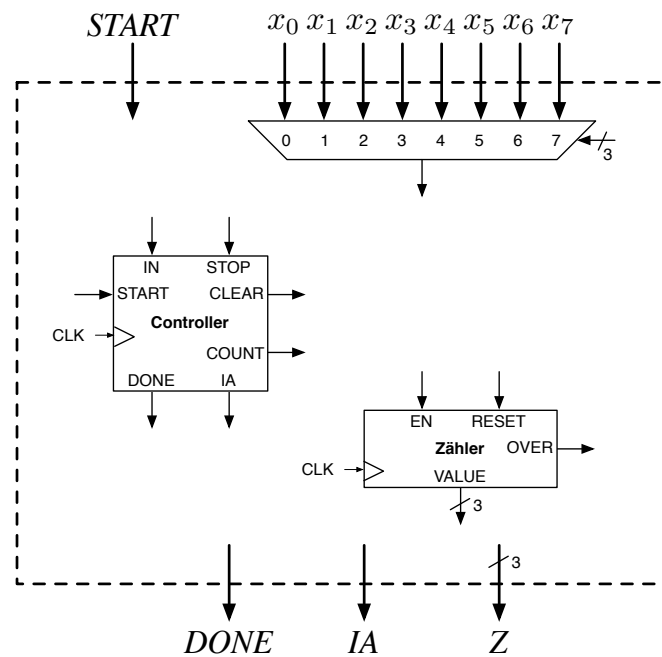 START x₀ x₁ x₂ x₃ x₄ x₅ x₆ x₇
0 1 2 3 4 5 6 7
3
IN STOP
START CLEAR
Controller
CLK
COUNT
DONE IA
EN RESET
Zähler OVER
CLK
VALUE
3
3
DONE IA Z